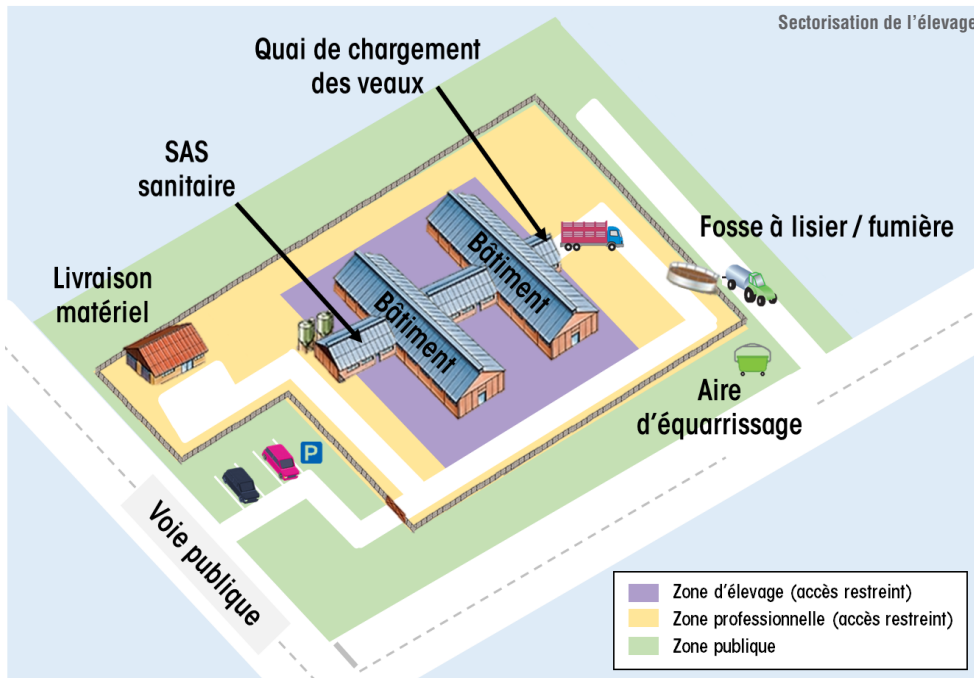 Sectorisation de l'élevage
Quai de chargement
des veaux
SAS
sanitaire
Fosse à lisier / fumière
Livraison
matériel
Bâtiment
Bâtiment
Aire
d'équarrissage
P
Voie publique
Zone d'élevage (accès restreint)
Zone professionnelle (accès restreint)
Zone publique